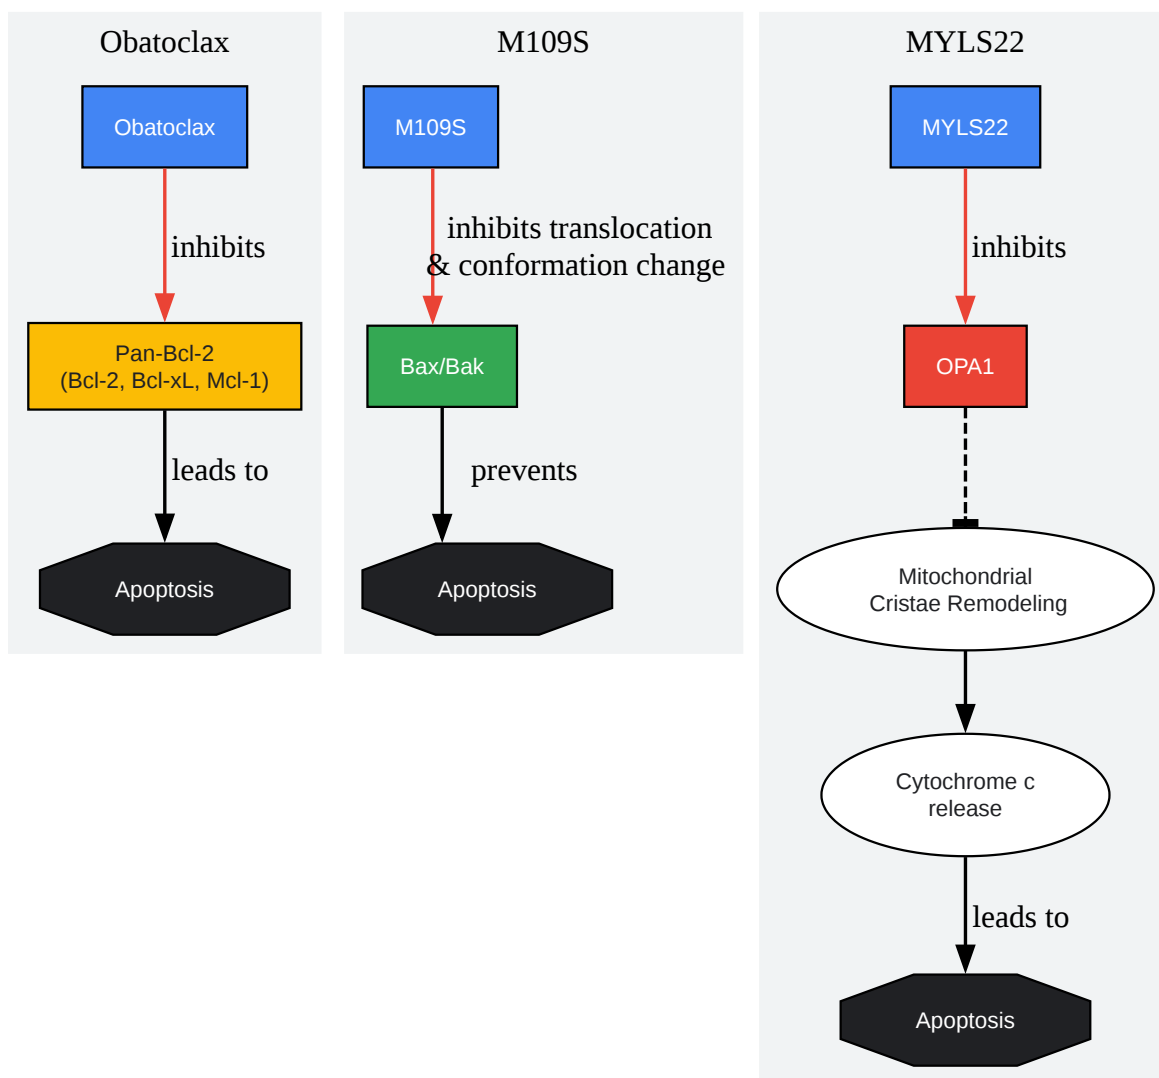 Obatoclax
Obatoclax
inhibits
Pan-Bcl-2
(Bcl-2, Bcl-xL, Mcl-1)
leads to
Apoptosis
M109S
M109S
inhibits translocation
& conformation change
Bax/Bak
prevents
Apoptosis
MYLS22
MYLS22
inhibits
OPA1
Mitochondrial
Cristae Remodeling
Cytochrome c
release
leads to
Apoptosis